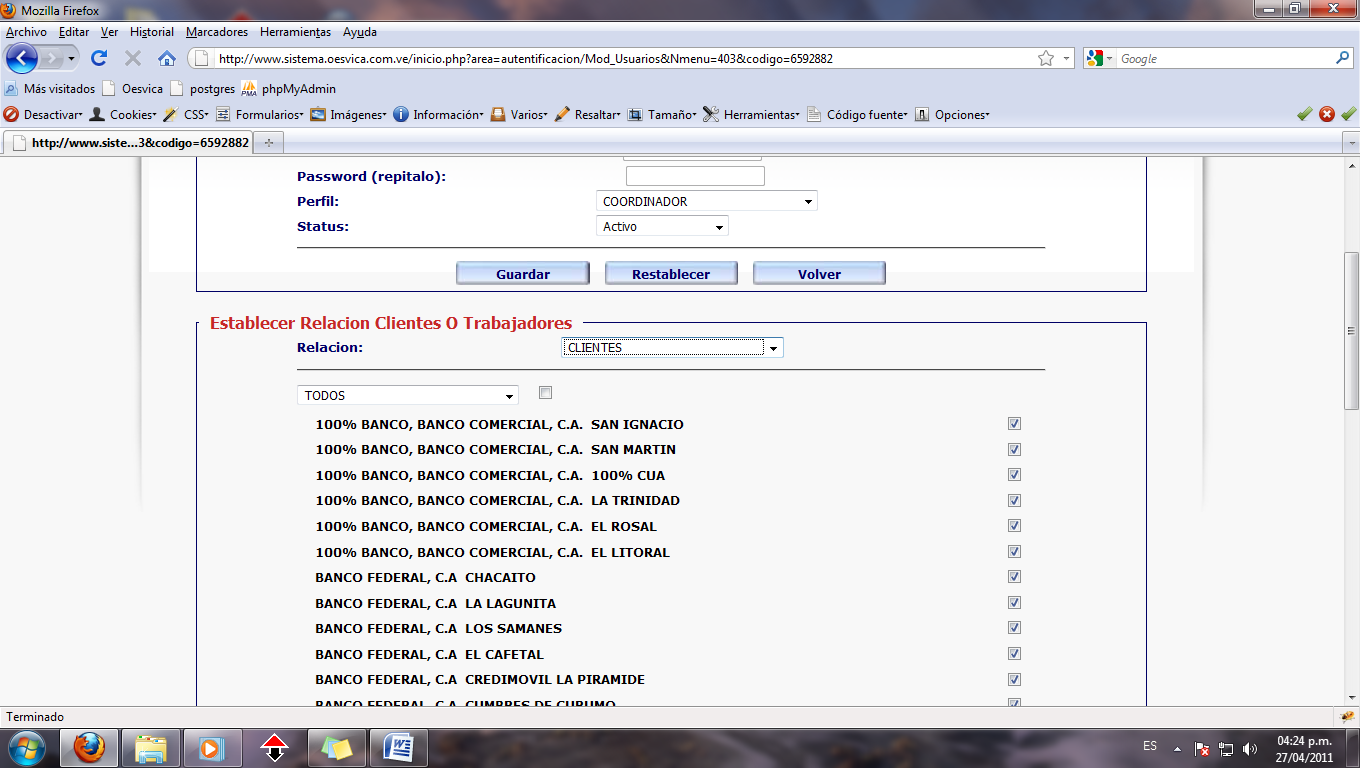 Mozilla Firefox
Archivo Editar Ver Historial Marcadores Herramientas Ayuda
http://www.sistema.oesvica.com.ve/inicio.php?area=autentificacion/Mod_Usuarios&Nmenu=403&codigo=6592882 Google
Más visitados Oesvica postgres PMA phpMyAdmin
Desactivar Cookies CSS Formularios Imágenes Información Varios Resaltar Tamaño Herramientas Código fuente Opciones
http://www.siste...3&codigo=6592882
Password (repitalo):
Perfil: COORDINADOR
Status: Activo
Guardar Restablecer Volver
Establecer Relacion Clientes O Trabajadores
Relacion: CLIENTES
TODOS
100% BANCO, BANCO COMERCIAL, C.A. SAN IGNACIO
100% BANCO, BANCO COMERCIAL, C.A. SAN MARTIN
100% BANCO, BANCO COMERCIAL, C.A. 100% CUA
100% BANCO, BANCO COMERCIAL, C.A. LA TRINIDAD
100% BANCO, BANCO COMERCIAL, C.A. EL ROSAL
100% BANCO, BANCO COMERCIAL, C.A. EL LITORAL
BANCO FEDERAL, C.A CHACAITO
BANCO FEDERAL, C.A LA LAGUNITA
BANCO FEDERAL, C.A LOS SAMANES
BANCO FEDERAL, C.A EL CAFETAL
BANCO FEDERAL, C.A CREDIMOVIL LA PIRAMIDE
BANCO FEDERAL, C.A CUMBRES DE CURUMO
Terminado
ES 04:24 p.m.
27/04/2011